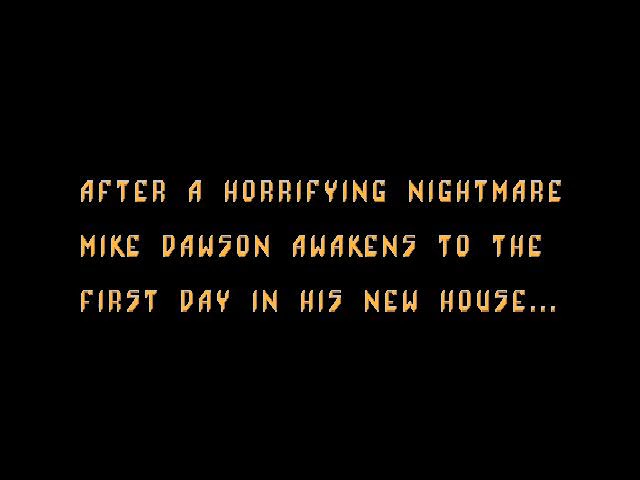 AFTER A HORRIFYING NIGHTMARE
MIKE DAWSON AWAKENS TO THE
FIRST DAY IN HIS NEW HOUSE...